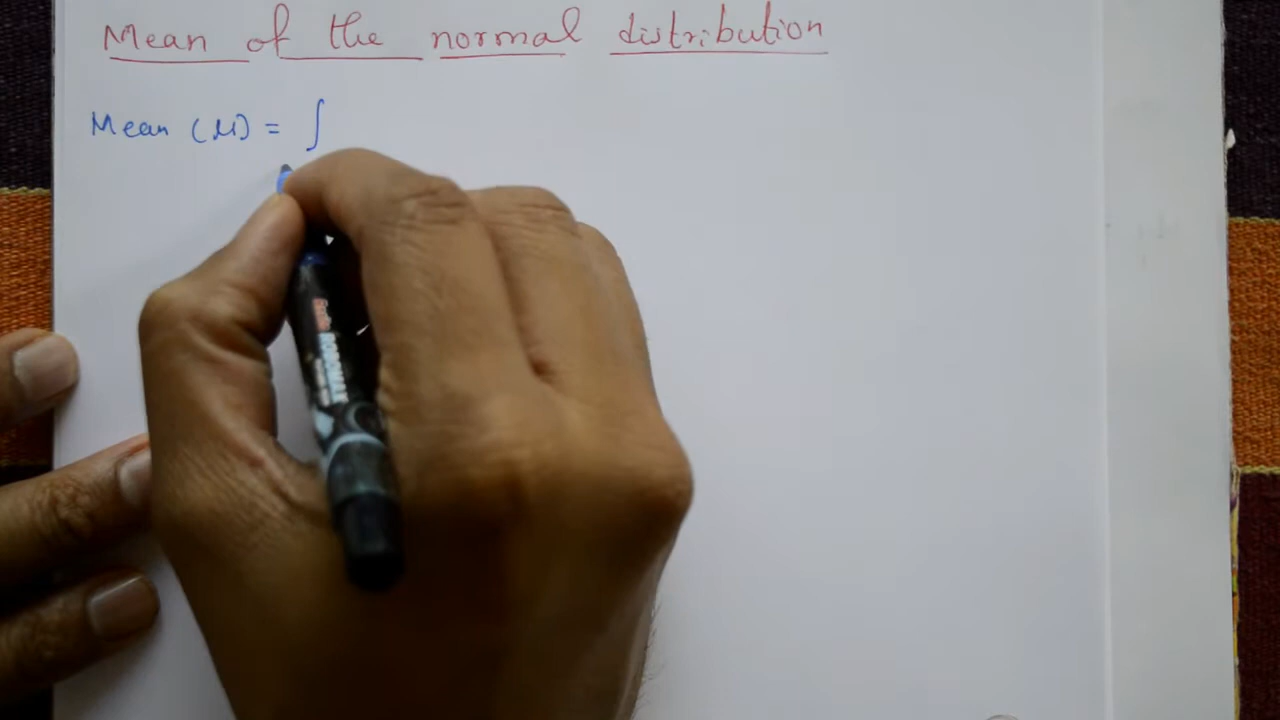 Mean of the normal distribution
Mean (μ) = ∫